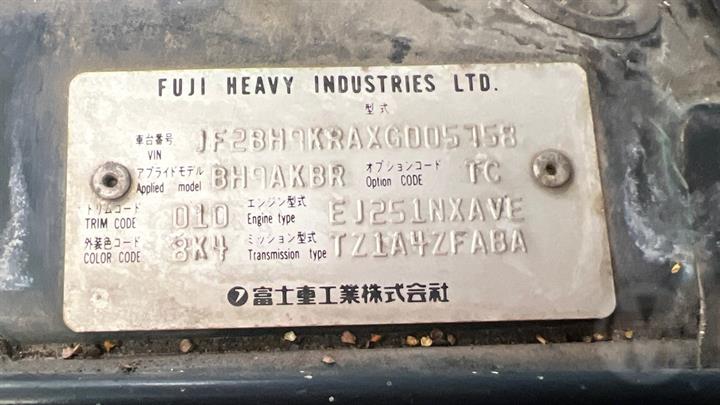 FUJI HEAVY INDUSTRIES LTD.
型式
車台番号 VIN JF2BH9KRAXG005758
アプライドモデル Applied model BH9AKBR オプションコード Option CODE TC
トリムコード TRIM CODE 010 エンジン型式 Engine type EJ251NXAVE
外装色コード COLOR CODE 8X4 ミッション型式 Transmission type TZ1A4ZFABA
富士重工業株式会社